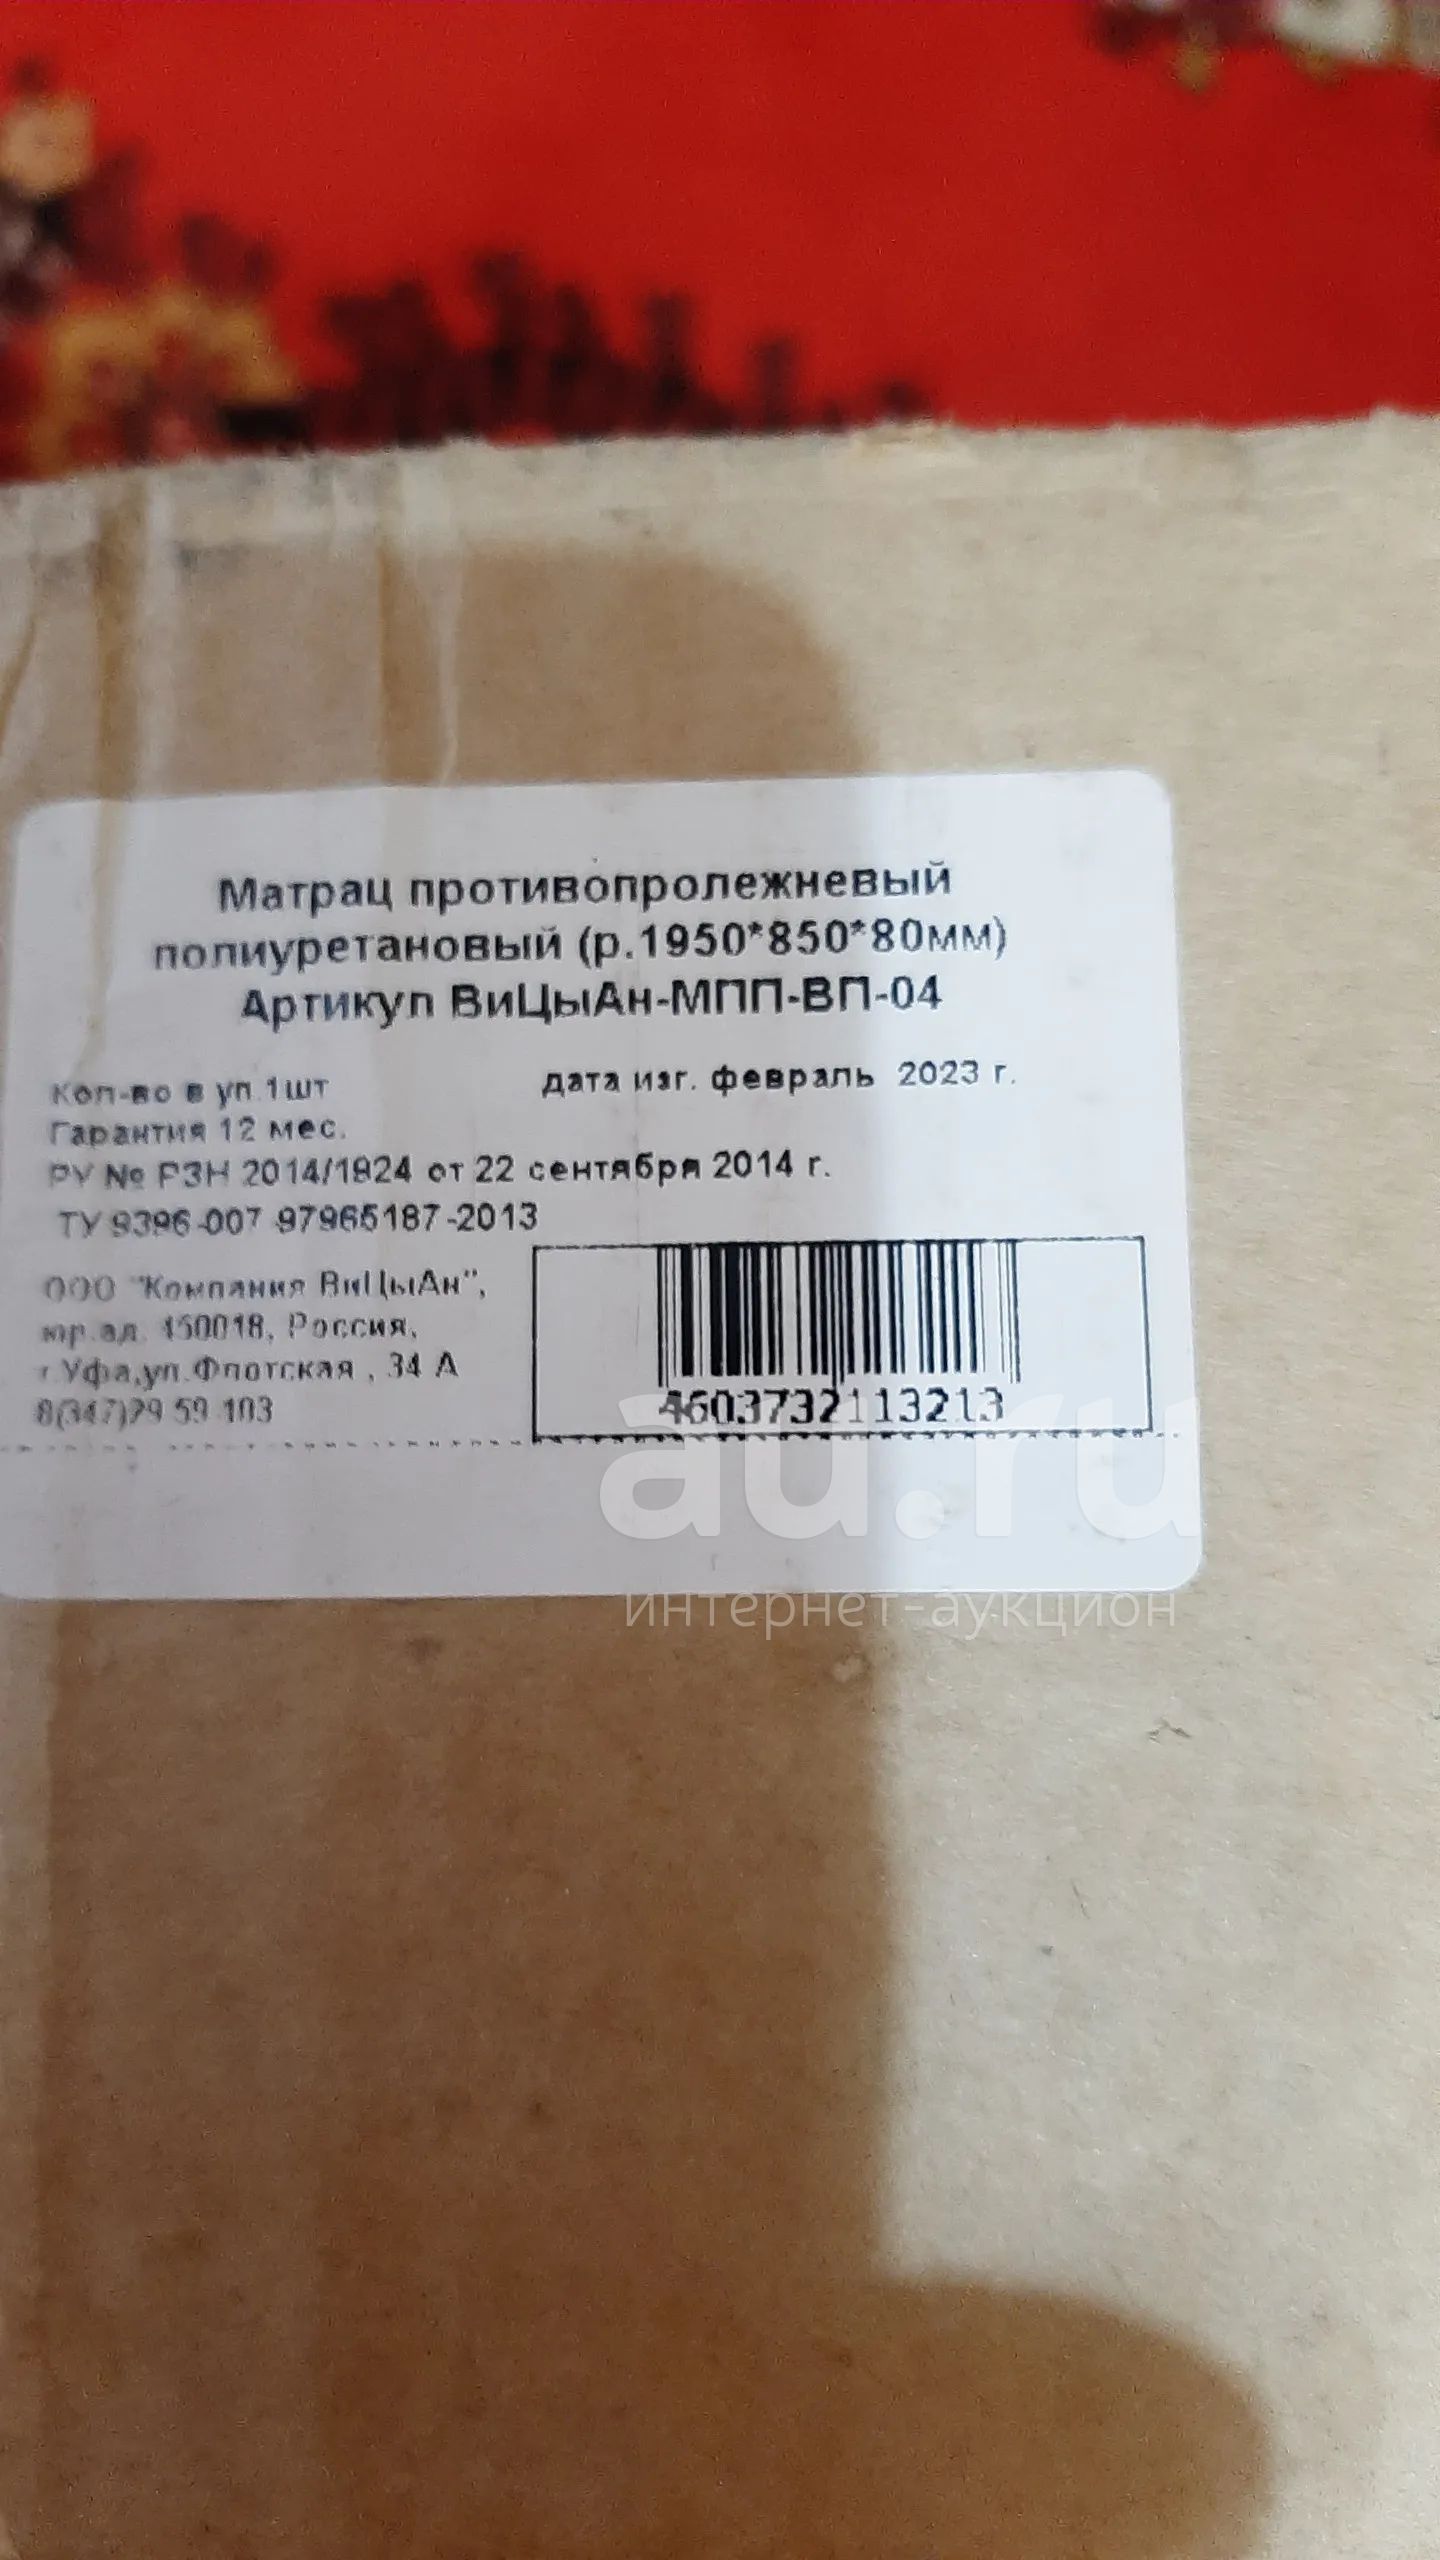 Матрац противопролежневый
полиуретановый (р.1950*850*80мм)
Артикул ВиЦыАн-МПП-ВП-04
Кол-во в уп.1шт
дата изг. февраль 2023 г.
Гарантия 12 мес.
РУ № РЗН 2014/1924 от 22 сентября 2014 г.
ТУ 9396-007 97965187-2013
ООО "Компания ВиЦыАн",
юр.ад. 450018, Россия,
г.Уфа,ул.Флотская , 34 А
8(347)29 59 103
4603732113213
au.ru
интернет-аукцион